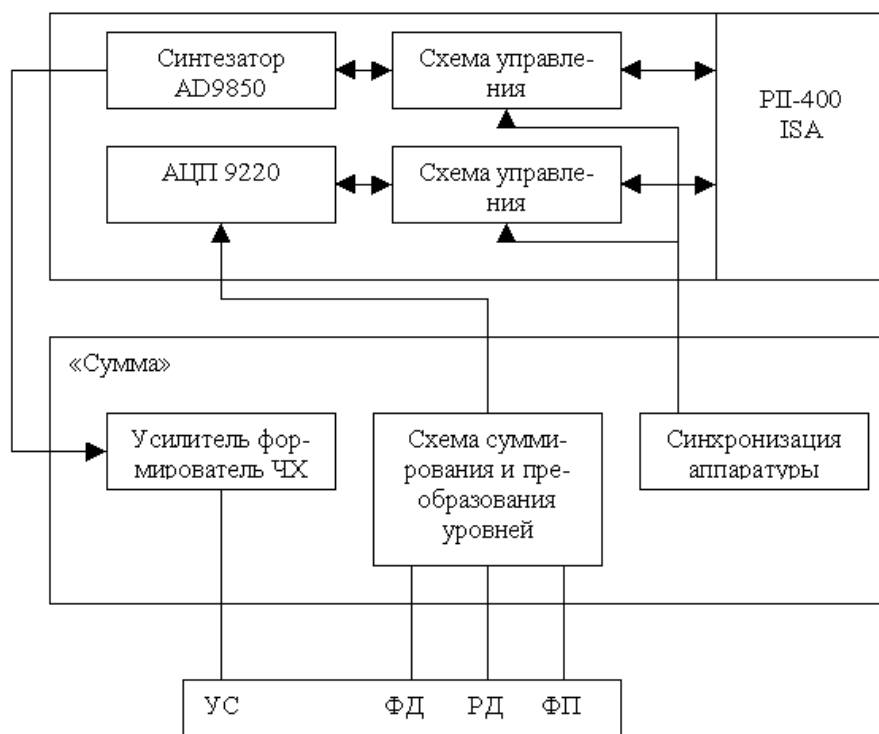 Синтезатор
AD9850
Схема управле-
ния
PII-400
ISA
АЦП 9220
Схема управле-
ния
«Сумма»
Усилитель фор-
мирователь ЧХ
Схема сумми-
рования и пре-
образования
уровней
Синхронизация
аппаратуры
УС ФД РД ФП